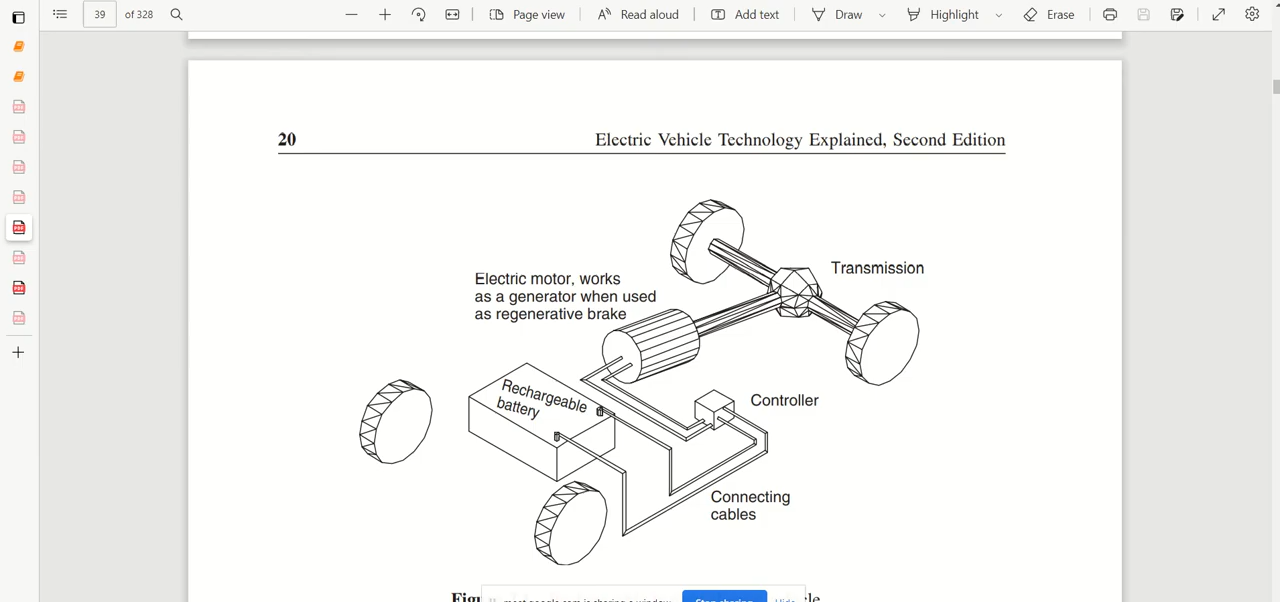 39 of 328 Page view Read aloud Add text Draw Highlight Erase
20 Electric Vehicle Technology Explained, Second Edition
Transmission
Electric motor, works
as a generator when used
as regenerative brake
Rechargeable
battery
Controller
Connecting
cables